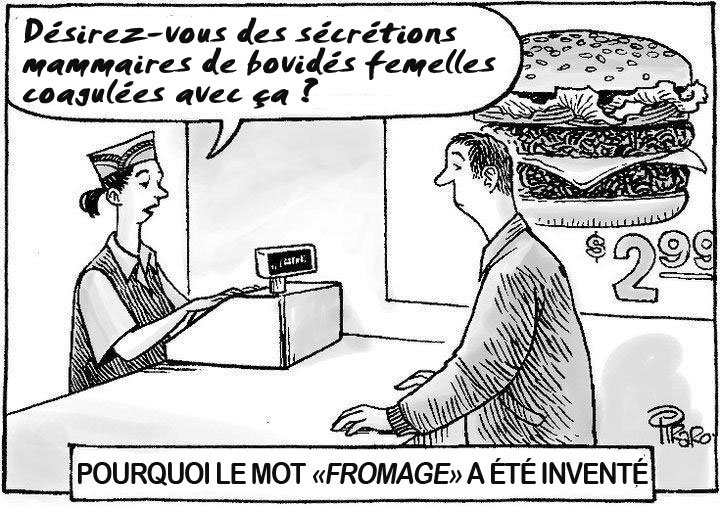 Désirez-vous des sécrétions
mammaires de bovidés femelles
coagulées avec ça ?
$2.99
PIRARO
POURQUOI LE MOT «FROMAGE» A ÉTÉ INVENTÉ